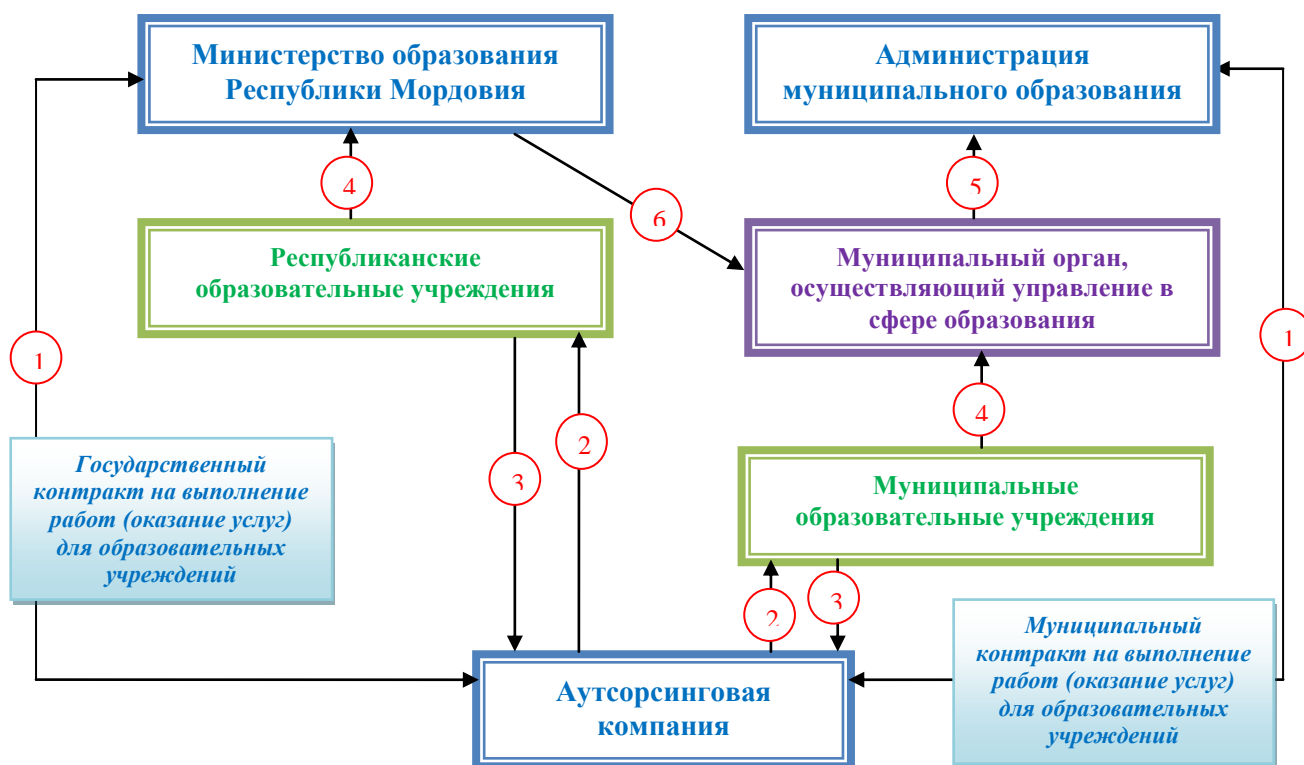 Министерство образования
Республики Мордовия
Администрация
муниципального образования
4
5
6
Республиканские
образовательные учреждения
Муниципальный орган,
осуществляющий управление в
сфере образования
1
1
4
2
3
Государственный
контракт на выполнение
работ (оказание услуг)
для образовательных
учреждений
Муниципальные
образовательные учреждения
2
3
Муниципальный
контракт на выполнение
работ (оказание услуг)
для образовательных
учреждений
Аутсорсинговая
компания